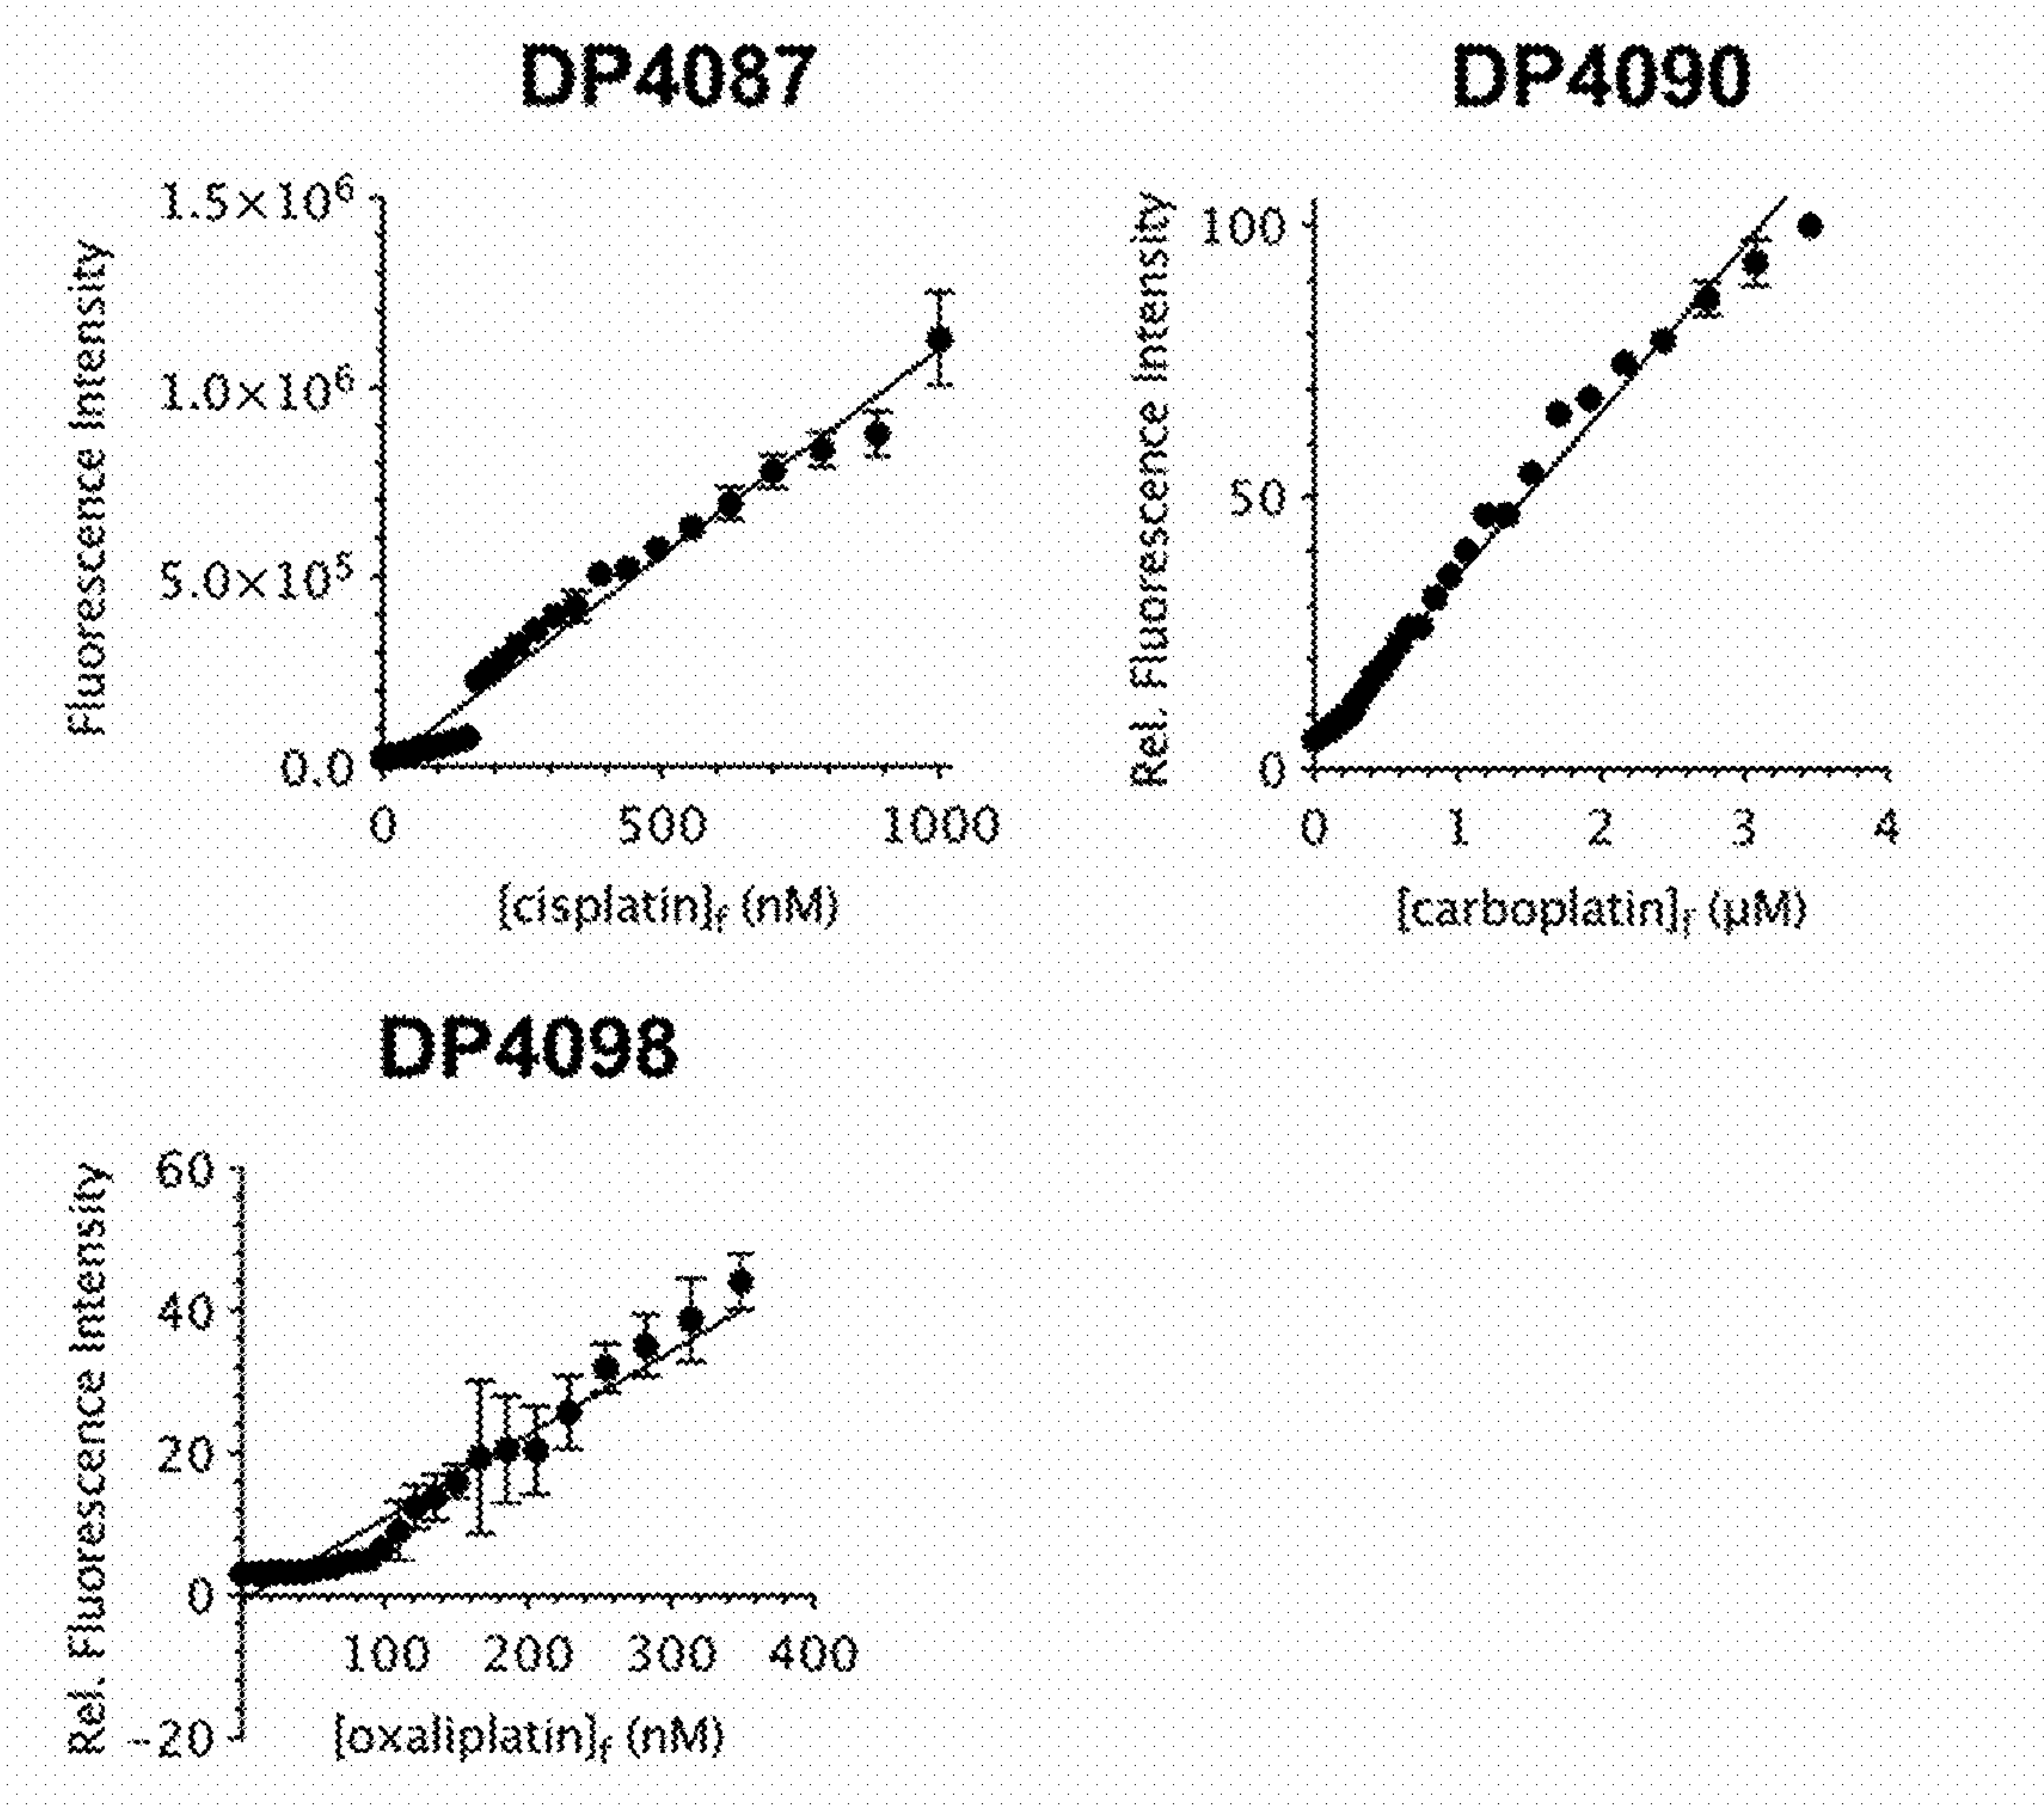 DP4087
Fluorescence Intensity
1.5×10⁶
1.0×10⁶
5.0×10⁵
0.0
0 500 1000
[cisplatin]f (nM)
DP4090
Rel. Fluorescence Intensity
100
50
0
0 1 2 3 4
[carboplatin]f (µM)
DP4098
Rel. Fluorescence Intensity
60
40
20
0
-20
100 200 300 400
[oxaliplatin]f (nM)